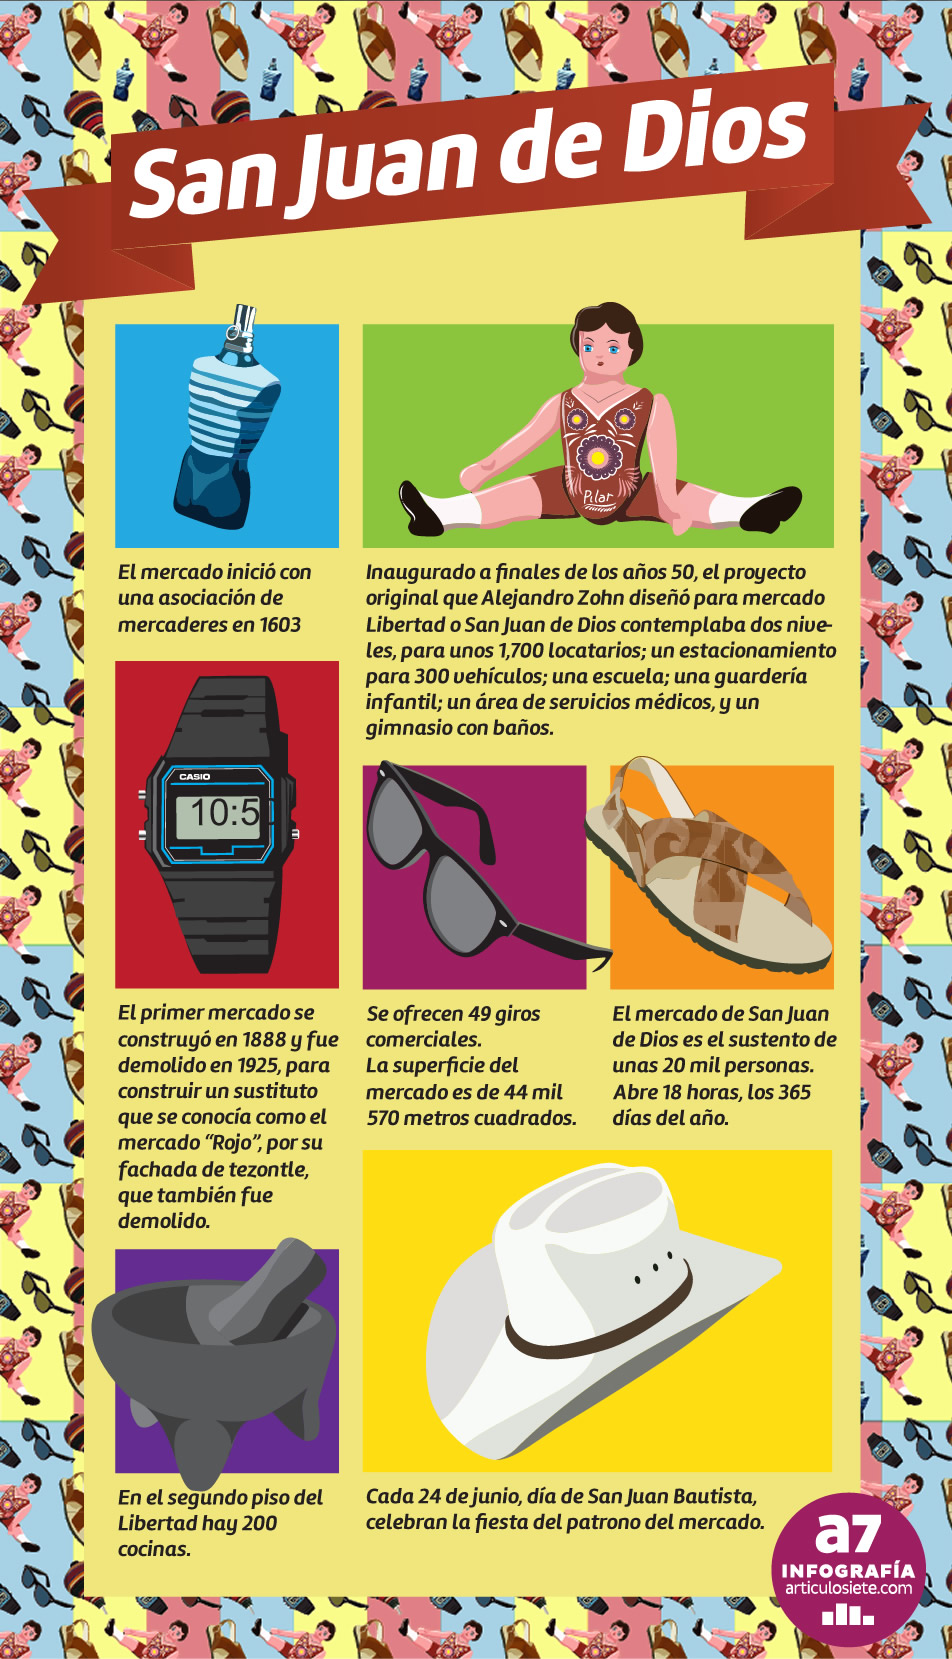 San Juan de Dios
El mercado inició con
una asociación de
mercaderes en 1603
Inaugurado a finales de los años 50, el proyecto
original que Alejandro Zohn diseñó para mercado
Libertad o San Juan de Dios contemplaba dos nive-
les, para unos 1,700 locatarios; un estacionamiento
para 300 vehículos; una escuela; una guardería
infantil; un área de servicios médicos, y un
gimnasio con baños.
Pilar
CASIO
10:5
El primer mercado se
construyó en 1888 y fue
demolido en 1925, para
construir un sustituto
que se conocía como el
mercado “Rojo”, por su
fachada de tezontle,
que también fue
demolido.
Se ofrecen 49 giros
comerciales.
La superficie del
mercado es de 44 mil
570 metros cuadrados.
El mercado de San Juan
de Dios es el sustento de
unas 20 mil personas.
Abre 18 horas, los 365
días del año.
En el segundo piso del
Libertad hay 200
cocinas.
Cada 24 de junio, día de San Juan Bautista,
celebran la fiesta del patrono del mercado.
a7
INFOGRAFÍA
articulosiete.com